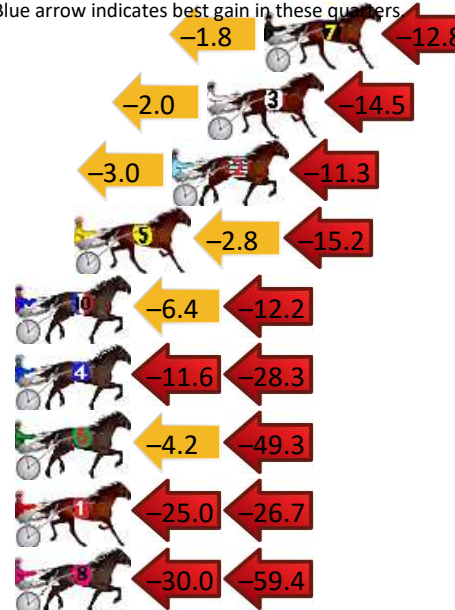 Blue arrow indicates best gain in these quarters.
−1.8 7 −12.8
−2.0 3 −14.5
−3.0 2 −11.3
5 −2.8 −15.2
10 −6.4 −12.2
4 −11.6 −28.3
6 −4.2 −49.3
1 −25.0 −26.7
8 −30.0 −59.4